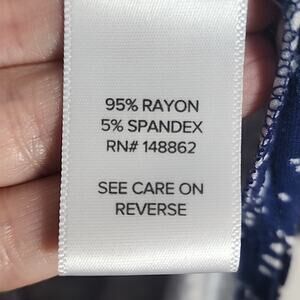 95% RAYON
5% SPANDEX
RN# 148862
SEE CARE ON
REVERSE